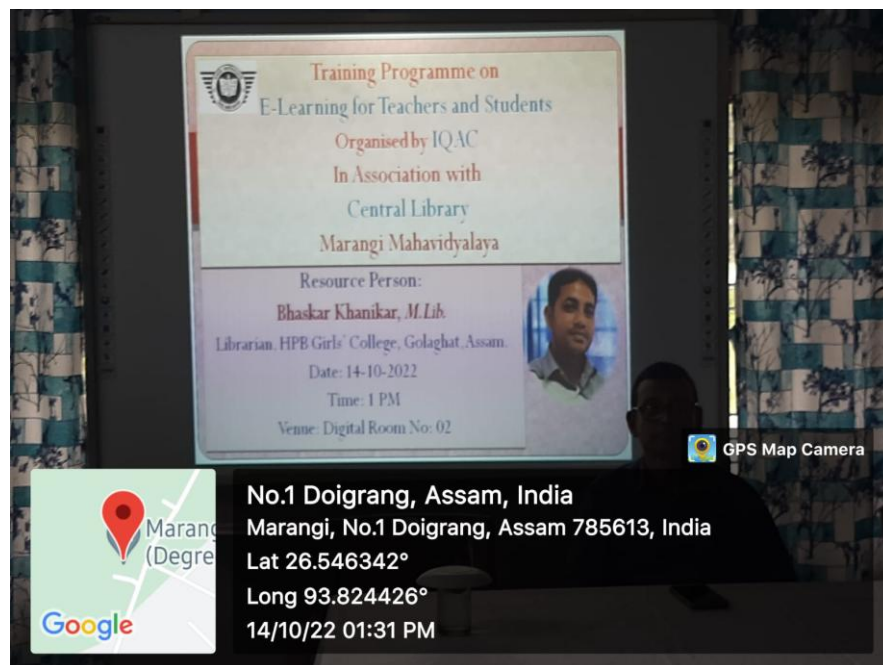 Training Programme on
E-Learning for Teachers and Students
Organised by IQAC
In Association with
Central Library
Marangi Mahavidyalaya
Resource Person:
Bhaskar Khanikar, M.Lib.
Librarian, HPB Girls' College, Golaghat, Assam.
Date: 14-10-2022
Time: 1 PM
Venue: Digital Room No: 02
GPS Map Camera
Marang
(Degre
Google
No.1 Doigrang, Assam, India
Marangi, No.1 Doigrang, Assam 785613, India
Lat 26.546342°
Long 93.824426°
14/10/22 01:31 PM